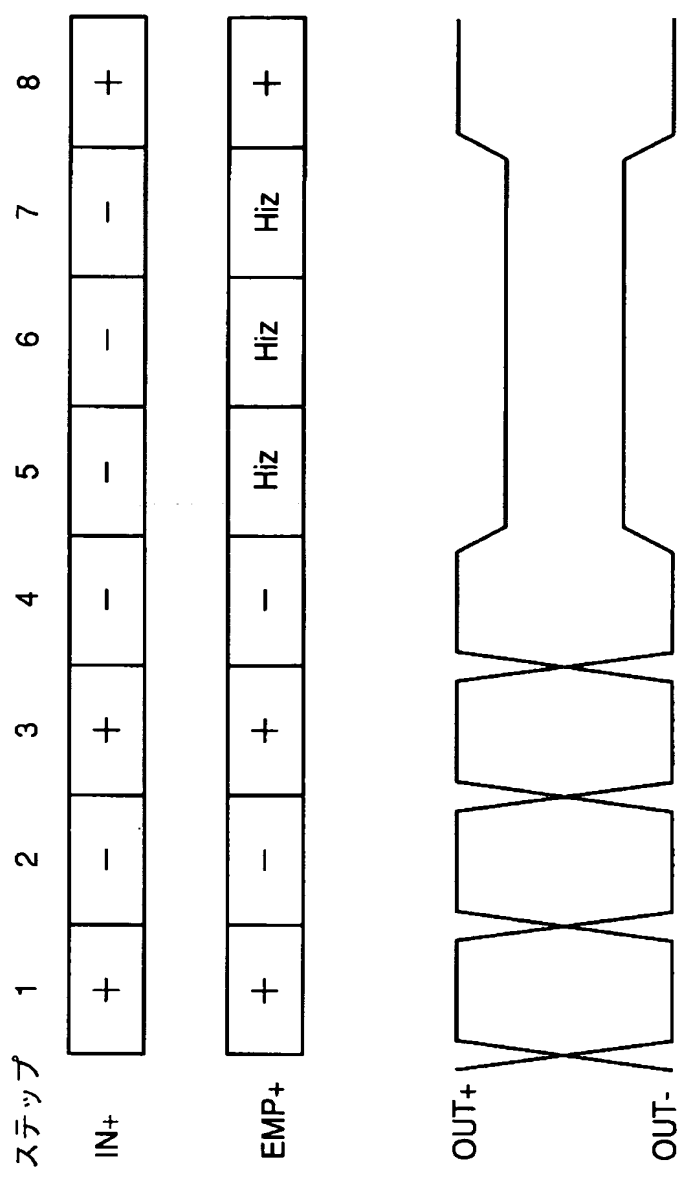 ステップ 1 2 3 4 5 6 7 8
IN+ + − + − − − − +
EMP+ + − + − Hiz Hiz Hiz +
OUT+
OUT-